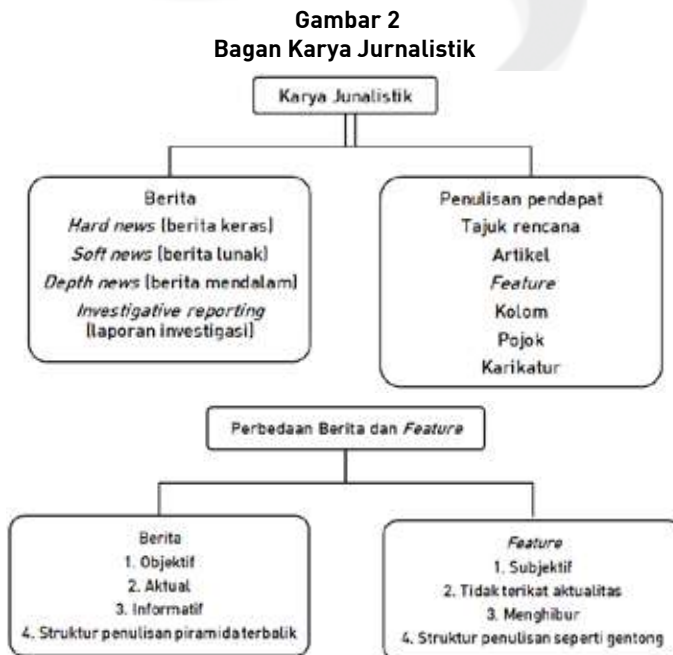 Gambar 2
Bagan Karya Jurnalistik
Karya Junalistik
Berita
Hard news (berita keras)
Soft news (berita lunak)
Depth news (berita mendalam)
Investigative reporting
(laporan investigasi)
Penulisan pendapat
Tajuk rencana
Artikel
Feature
Kolom
Pojok
Karikatur
Perbedaan Berita dan Feature
Berita
1. Objektif
2. Aktual
3. Informatif
4. Struktur penulisan piramida terbalik
Feature
1. Subjektif
2. Tidak terikat aktualitas
3. Menghibur
4. Struktur penulisan seperti gentong